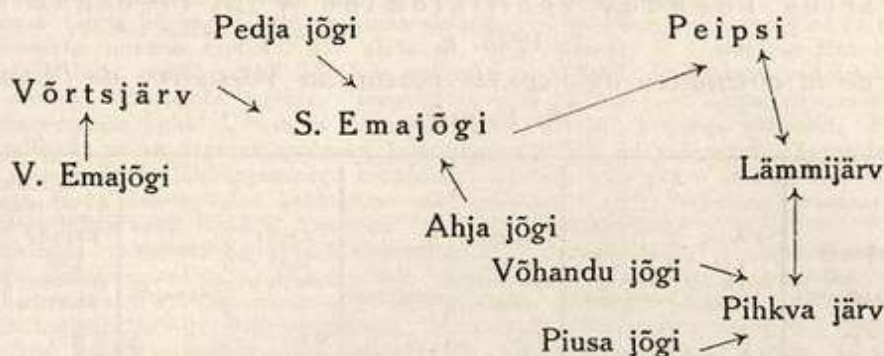 Pedja jõgi
Peipsi
Võrtsjärv
S. Emajõgi
V. Emajõgi
Lämmijärv
Ahja jõgi
Võhandu jõgi
Pihkva järv
Piusa jõgi